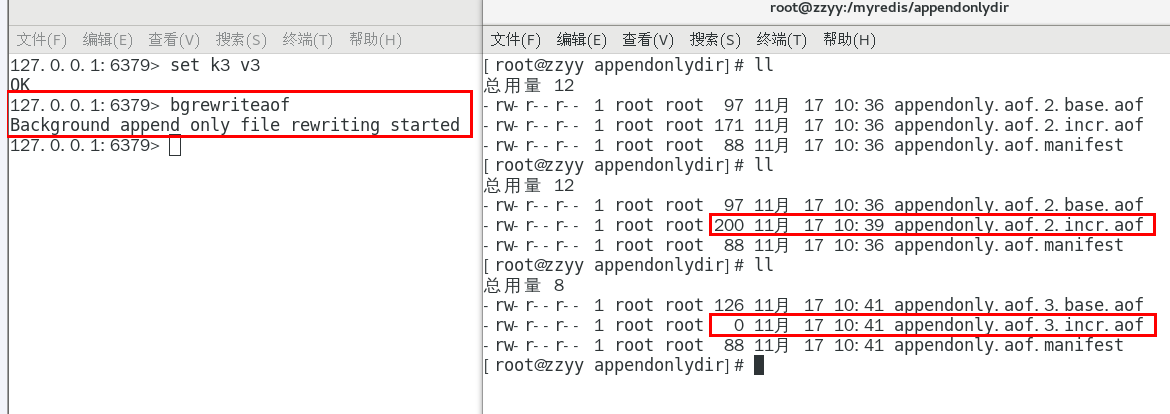 文件(F) 编辑(E) 查看(V) 搜索(S) 终端(T) 帮助(H)
127.0.0.1:6379> set k3 v3
OK
127.0.0.1:6379> bgrewriteaof
Background append only file rewriting started
127.0.0.1:6379>
root@zzyy:/myredis/appendonlydir
文件(F) 编辑(E) 查看(V) 搜索(S) 终端(T) 帮助(H)
[root@zzyy appendonlydir]# ll
总用量 12
-rw-r--r-- 1 root root 97 11月 17 10:36 appendonly.aof.2.base.aof
-rw-r--r-- 1 root root 171 11月 17 10:36 appendonly.aof.2.incr.aof
-rw-r--r-- 1 root root 88 11月 17 10:36 appendonly.aof.manifest
[root@zzyy appendonlydir]# ll
总用量 12
-rw-r--r-- 1 root root 97 11月 17 10:36 appendonly.aof.2.base.aof
-rw-r--r-- 1 root root 200 11月 17 10:39 appendonly.aof.2.incr.aof
-rw-r--r-- 1 root root 88 11月 17 10:36 appendonly.aof.manifest
[root@zzyy appendonlydir]# ll
总用量 8
-rw-r--r-- 1 root root 126 11月 17 10:41 appendonly.aof.3.base.aof
-rw-r--r-- 1 root root 0 11月 17 10:41 appendonly.aof.3.incr.aof
-rw-r--r-- 1 root root 88 11月 17 10:41 appendonly.aof.manifest
[root@zzyy appendonlydir]#